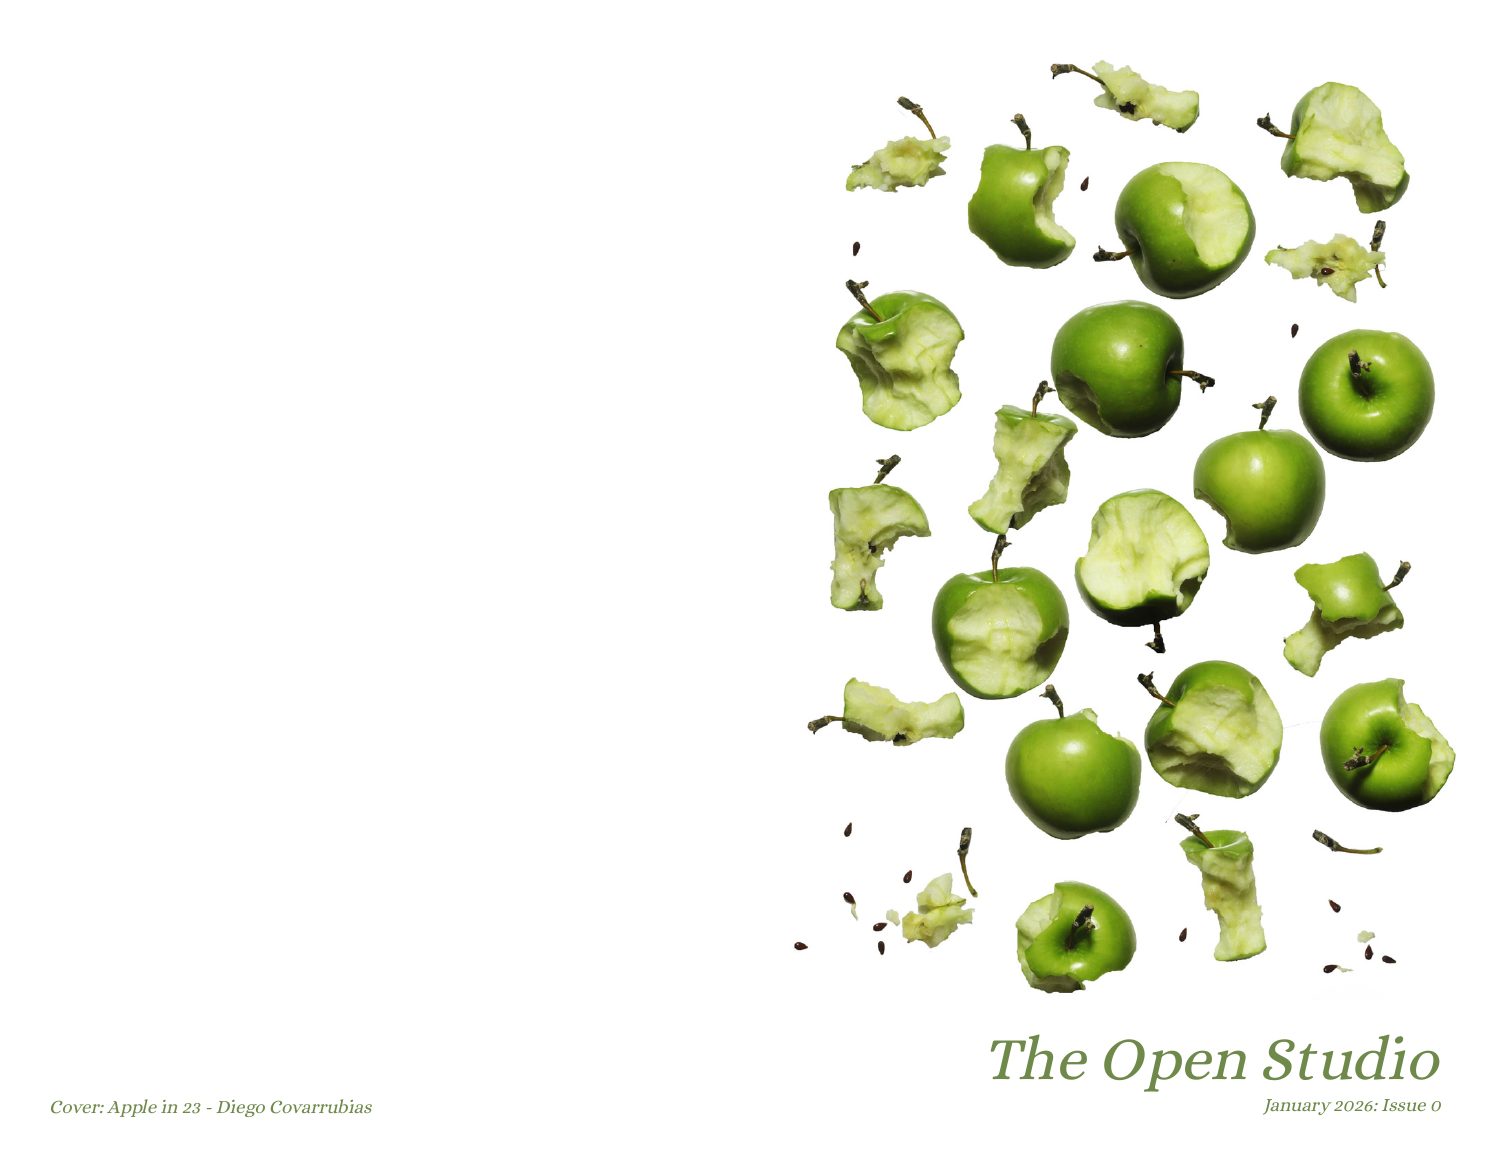 The Open Studio
Cover: Apple in 23 - Diego Covarrubias
January 2026: Issue 0